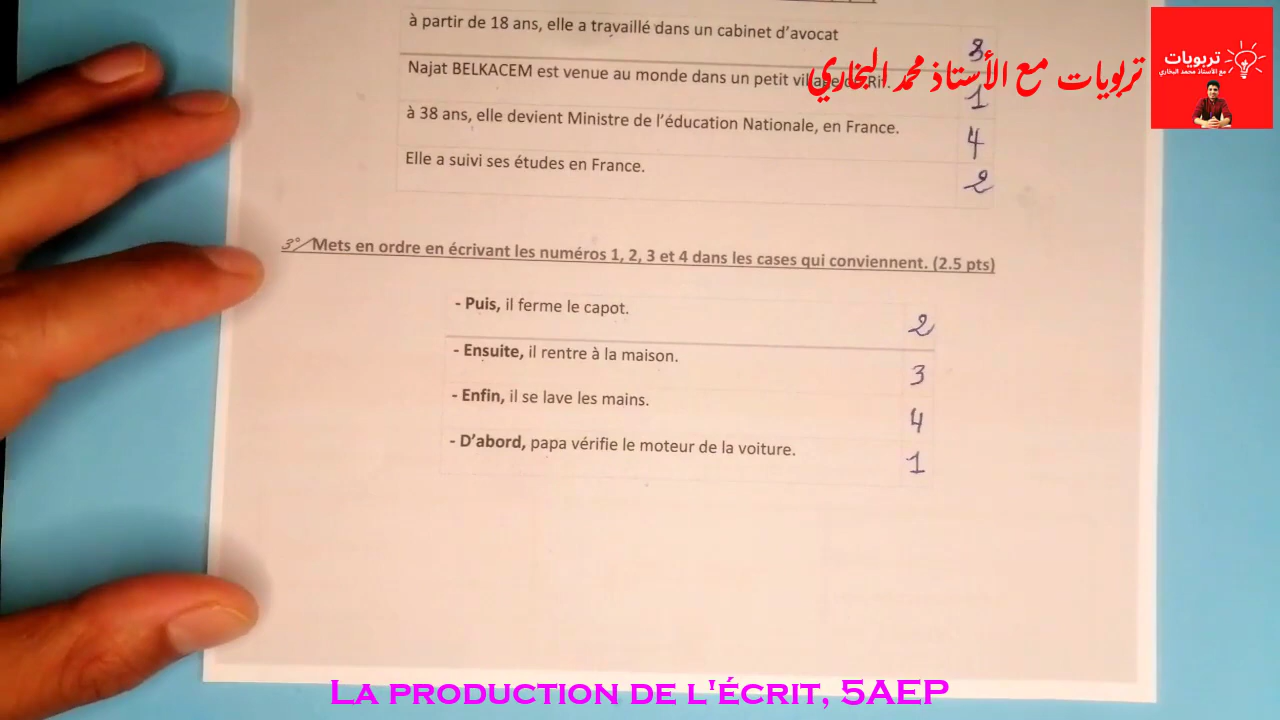 à partir de 18 ans, elle a travaillé dans un cabinet d'avocat
3
Najat BELKACEM est venue au monde dans un petit village du Rif.
1
à 38 ans, elle devient Ministre de l'éducation Nationale, en France.
4
Elle a suivi ses études en France.
2
تربويات مع الأستاذ محمد البخاري
تربويات
مع الأستاذ محمد البخاري
3°/ Mets en ordre en écrivant les numéros 1, 2, 3 et 4 dans les cases qui conviennent. (2.5 pts)
- Puis, il ferme le capot.
2
- Ensuite, il rentre à la maison.
3
- Enfin, il se lave les mains.
4
- D'abord, papa vérifie le moteur de la voiture.
1
La production de l'écrit, 5AEP